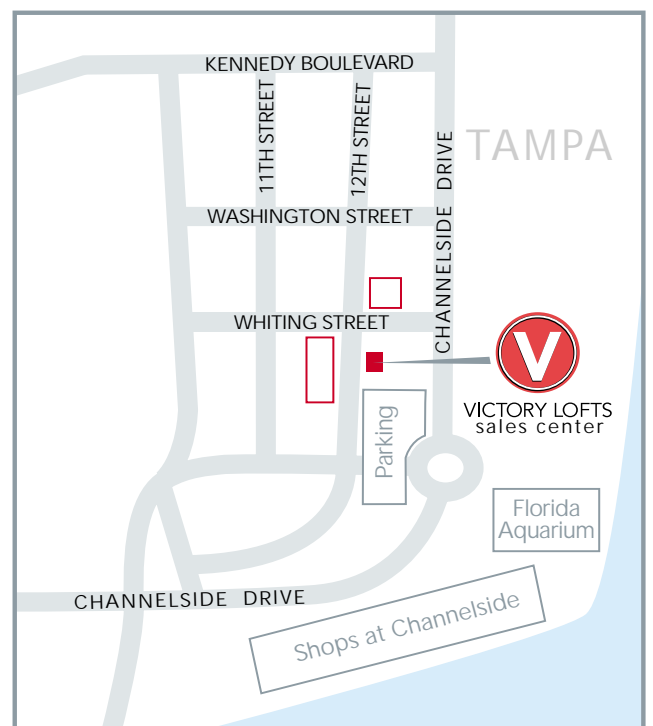 KENNEDY BOULEVARD
11TH STREET
12TH STREET
CHANNELSIDE DRIVE
TAMPA
WASHINGTON STREET
WHITING STREET
V
VICTORY LOFTS
sales center
Parking
Florida
Aquarium
CHANNELSIDE DRIVE
Shops at Channelside